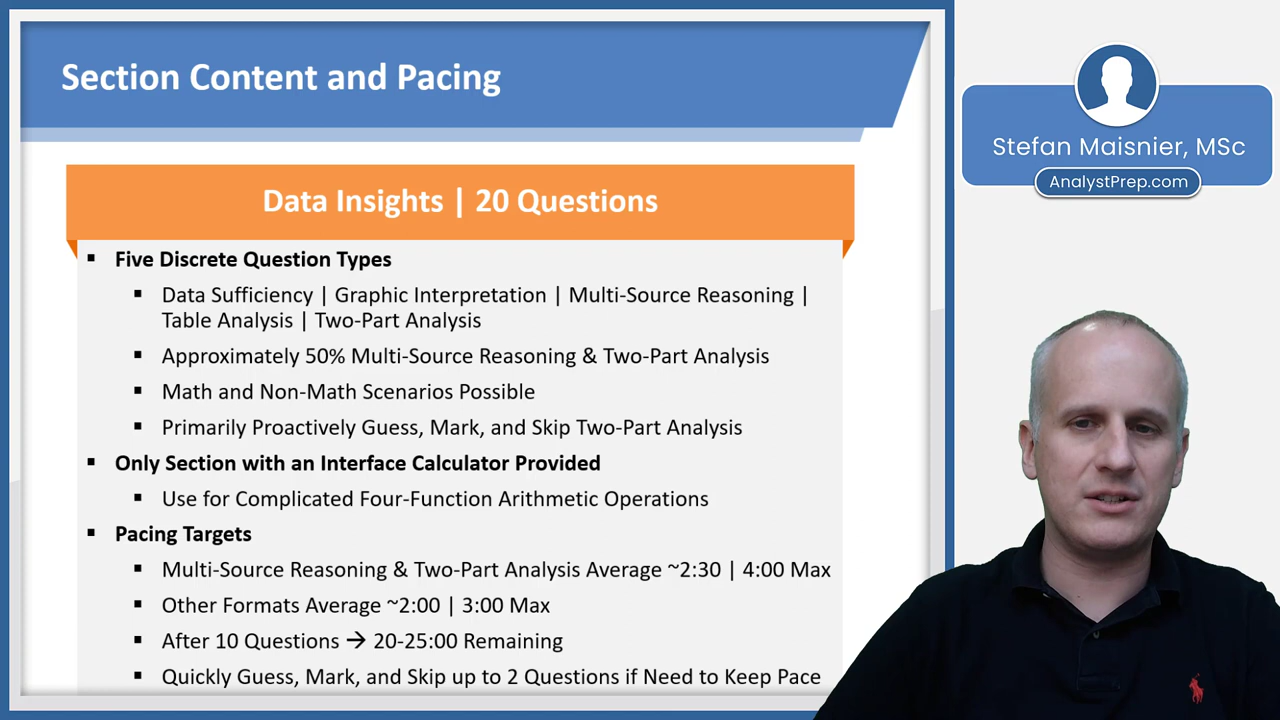 Section Content and Pacing
Data Insights | 20 Questions
▪ Five Discrete Question Types
▪ Data Sufficiency | Graphic Interpretation | Multi-Source Reasoning |
Table Analysis | Two-Part Analysis
▪ Approximately 50% Multi-Source Reasoning & Two-Part Analysis
▪ Math and Non-Math Scenarios Possible
▪ Primarily Proactively Guess, Mark, and Skip Two-Part Analysis
▪ Only Section with an Interface Calculator Provided
▪ Use for Complicated Four-Function Arithmetic Operations
▪ Pacing Targets
▪ Multi-Source Reasoning & Two-Part Analysis Average ~2:30 | 4:00 Max
▪ Other Formats Average ~2:00 | 3:00 Max
▪ After 10 Questions → 20-25:00 Remaining
▪ Quickly Guess, Mark, and Skip up to 2 Questions if Need to Keep Pace
Stefan Maisnier, MSc
AnalystPrep.com